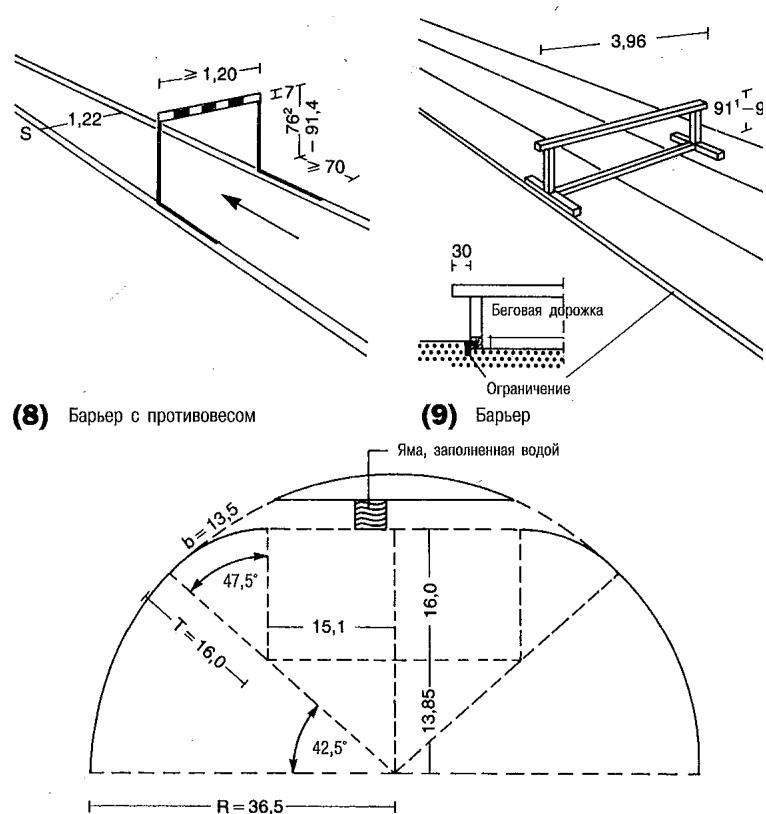 ≥ 1,20
7
76²
– 91,4
1,22
S
≥ 70
(8) Барьер с противовесом
3,96
91¹ – 9
30
Беговая дорожка
Ограничение
(9) Барьер
Яма, заполненная водой
b = 13,5
47,5°
15,1
16,0
T = 16,0
13,85
42,5°
R = 36,5